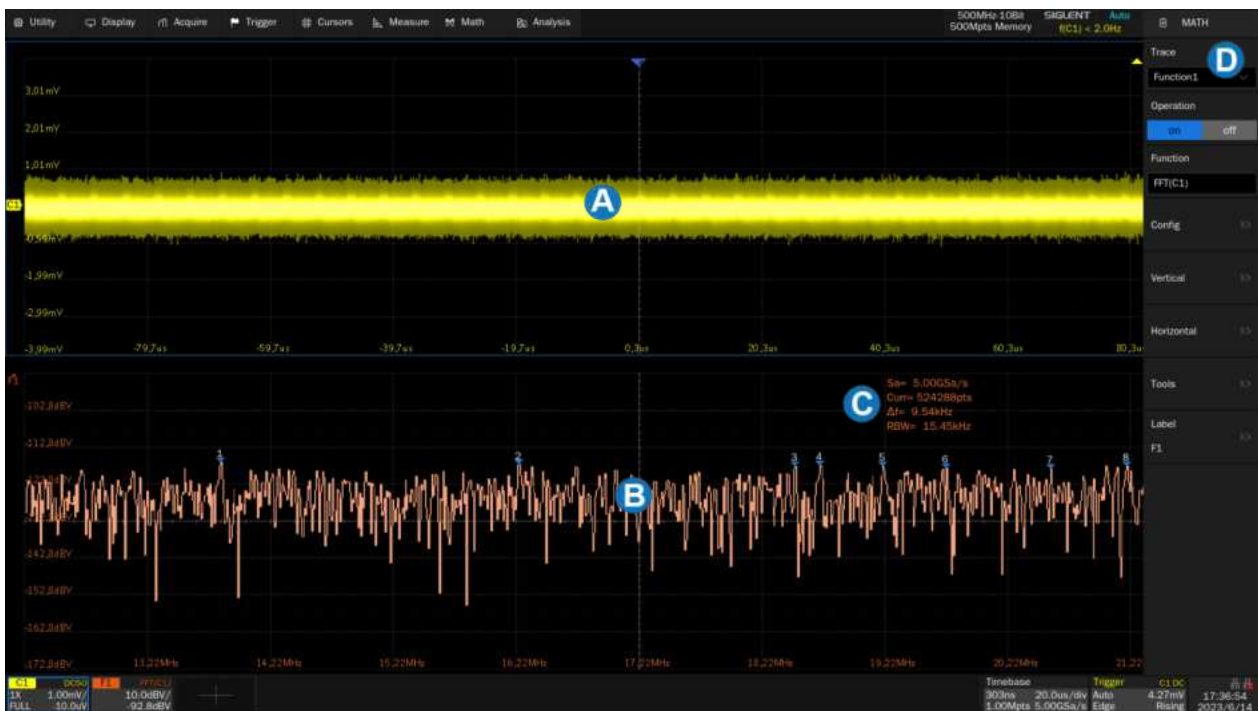 Utility Display Acquire Trigger Cursors Measure Math Analysis
500MHz 10Bit SIGLENT Auto
500Mpts Memory f(C1) < 2.0Hz
MATH
Trace
D
Function1
Operation
on off
Function
FFT(C1)
Config
Vertical
Horizontal
Tools
Label
F1
3,01mV
2,01mV
1,01mV
A
C1
-0,99mV
-1,99mV
-2,99mV
-3,99mV -79,7us -59,7us -39,7us -19,7us 0,3us 20,3us 40,3us 60,3us 80,3u
F1
Sa= 5.00GSa/s
C
Curr= 524288pts
Δf= 9.54kHz
RBW= 15.45kHz
-102,8dBV
-112,8dBV
1 2 3 4 5 6 7 8
B
-142,8dBV
-152,8dBV
-162,8dBV
-172,8dBV 13,22MHz 14,22MHz 15,22MHz 16,22MHz 17,22MHz 18,22MHz 19,22MHz 20,22MHz 21,22
C1 DC50 F1 FFT(C1)
1X 1.00mV/ 10.0dBV/
FULL -10.0uV -92.8dBV
Timebase Trigger C1 DC
303ns 20.0us/div Auto 4.27mV 17:36:54
1.00Mpts 5.00GSa/s Edge Rising 2023/6/14